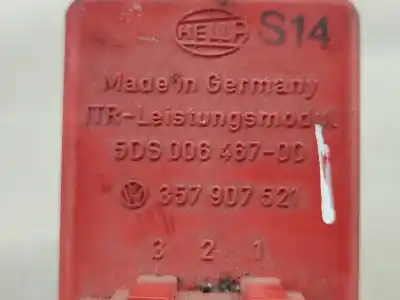 HELLA S14
Made in Germany
ITR-Leistungsmodul
5DS 006 467-00
357 907 521
3 2 1